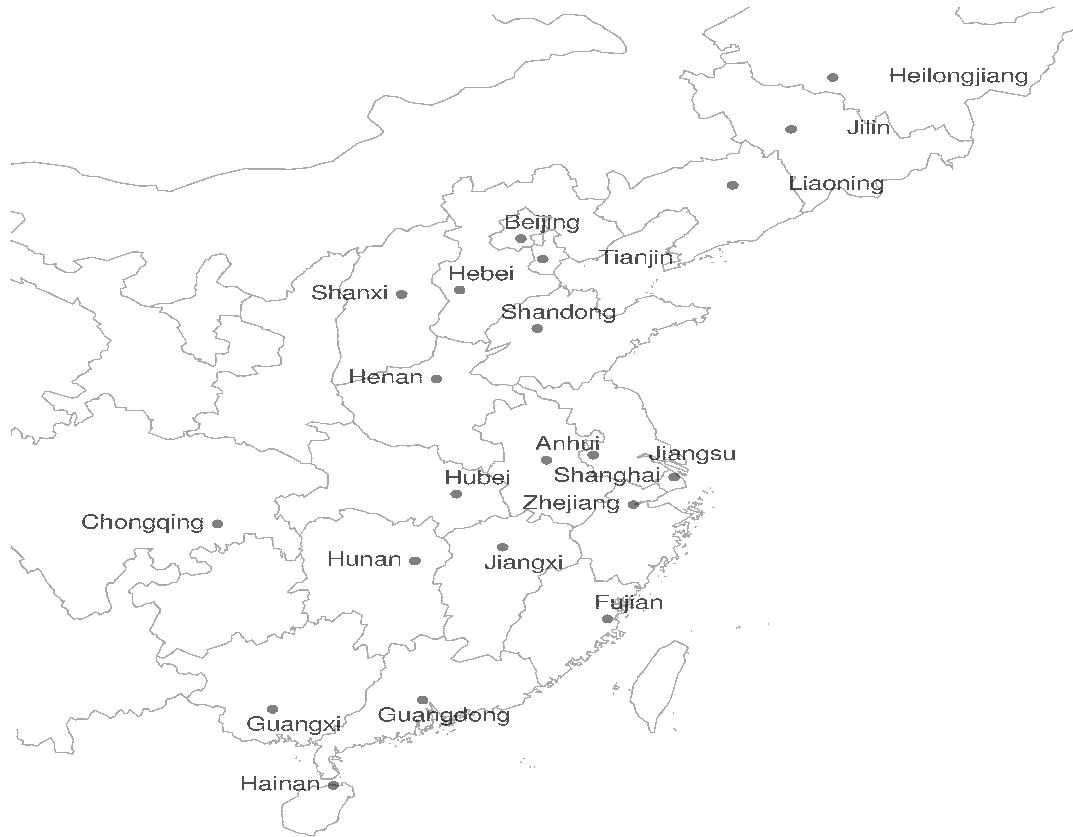 Heilongjiang
Jilin
Liaoning
Beijing
Tianjin
Hebei
Shanxi
Shandong
Henan
Anhui
Jiangsu
Shanghai
Hubei
Zhejiang
Chongqing
Hunan
Jiangxi
Fujian
Guangdong
Guangxi
Hainan